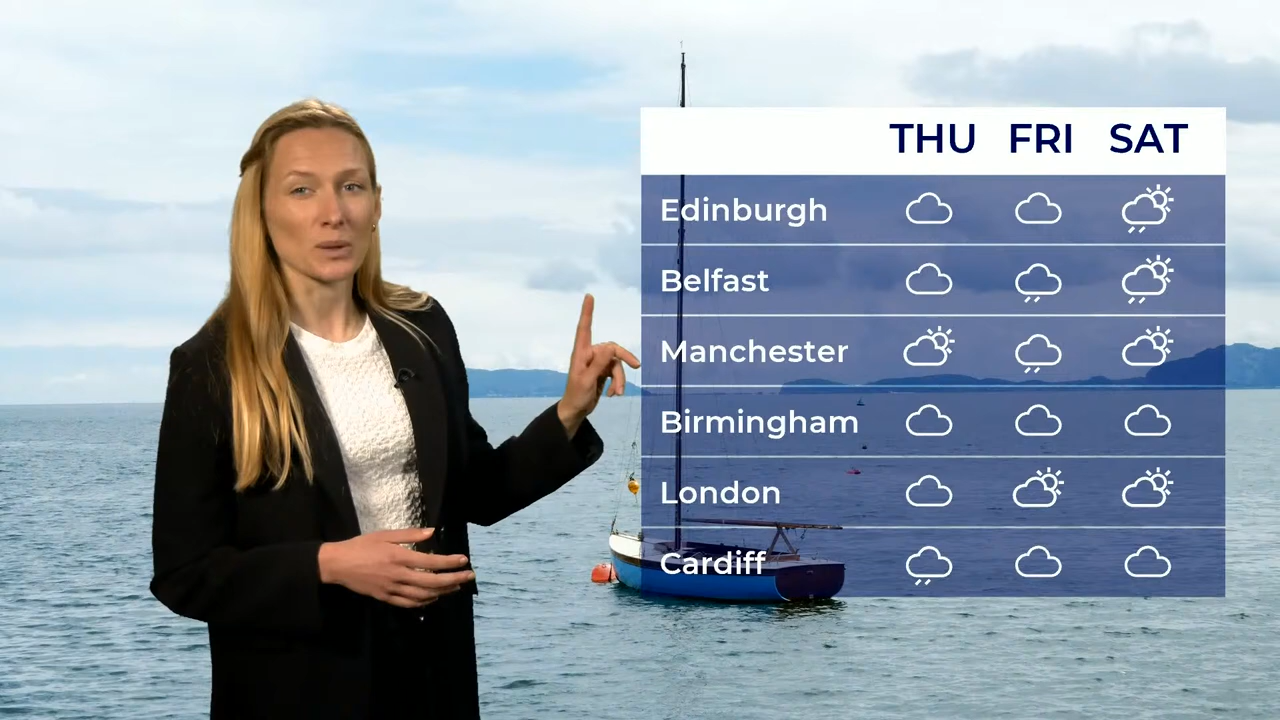 THU FRI SAT
Edinburgh
Belfast
Manchester
Birmingham
London
Cardiff